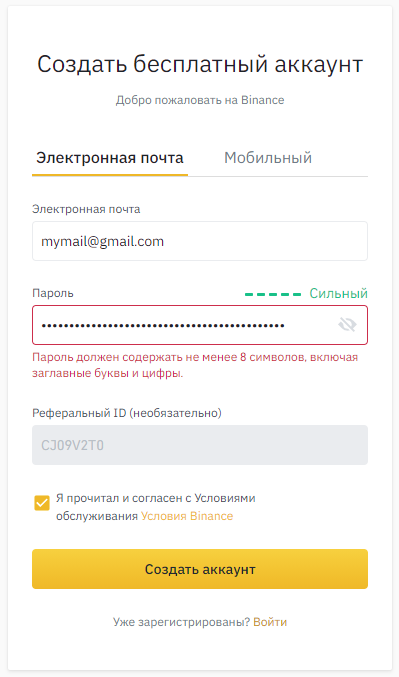 Создать бесплатный аккаунт
Добро пожаловать на Binance
Электронная почта Мобильный
Электронная почта
mymail@gmail.com
Пароль Сильный
••••••••••••••••••••••••••••••••••••••••••••
Пароль должен содержать не менее 8 символов, включая
заглавные буквы и цифры.
Реферальный ID (необязательно)
CJ09V2T0
Я прочитал и согласен с Условиями
обслуживания Условия Binance
Создать аккаунт
Уже зарегистрированы? Войти